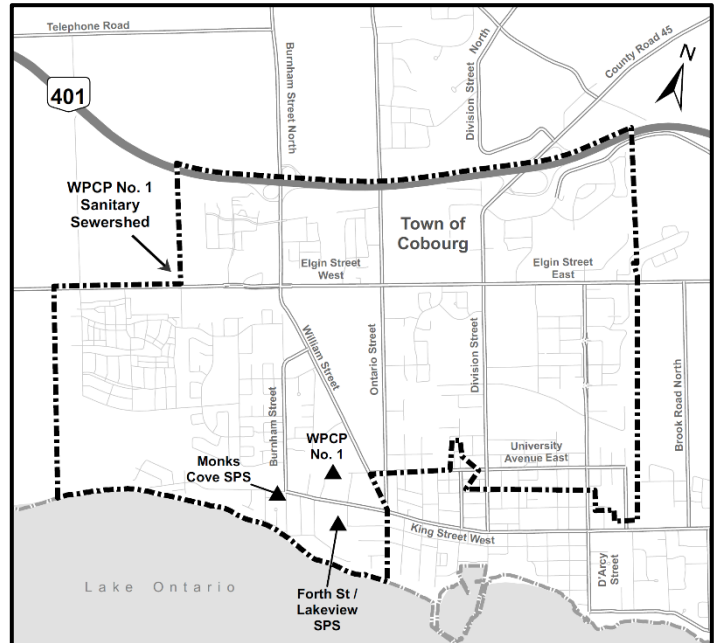 Telephone Road
Burnham Street North
Division Street
North
County Road 45
N
401
WPCP No. 1
Sanitary
Sewershed
Town of
Cobourg
Elgin Street
West
Elgin Street
East
William Street
Ontario Street
Division Street
Burnham Street
Brook Road North
WPCP
No. 1
University
Avenue East
Monks
Cove SPS
King Street West
D'Arcy
Street
Lake Ontario
Forth St /
Lakeview
SPS